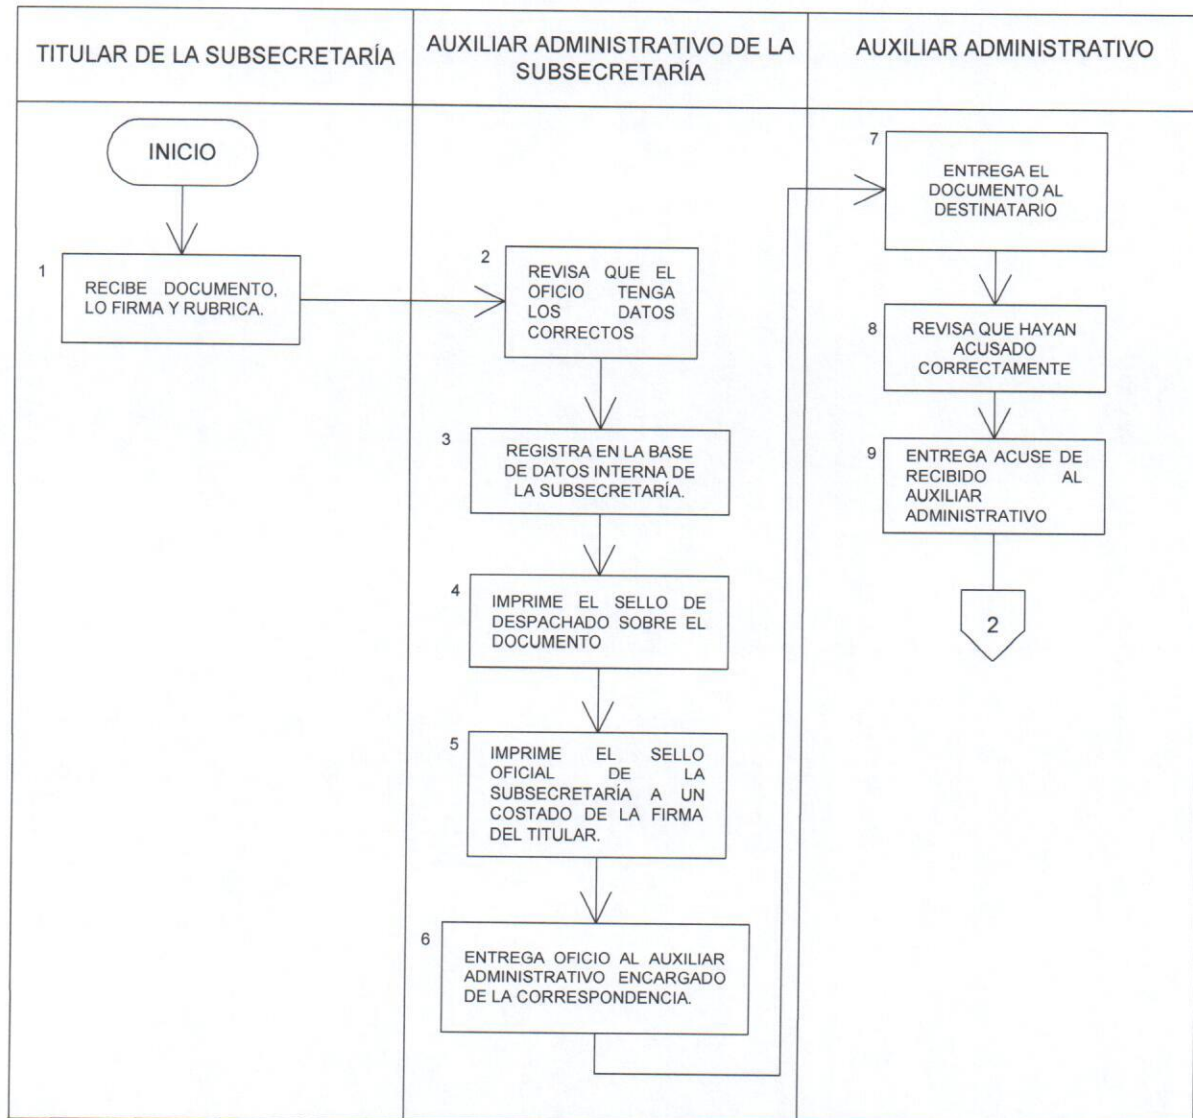 TITULAR DE LA SUBSECRETARÍA
AUXILIAR ADMINISTRATIVO DE LA
SUBSECRETARÍA
AUXILIAR ADMINISTRATIVO
INICIO
1
RECIBE DOCUMENTO,
LO FIRMA Y RUBRICA.
2
REVISA QUE EL
OFICIO TENGA
LOS DATOS
CORRECTOS
3
REGISTRA EN LA BASE
DE DATOS INTERNA DE
LA SUBSECRETARÍA.
4
IMPRIME EL SELLO DE
DESPACHADO SOBRE EL
DOCUMENTO
5
IMPRIME EL SELLO
OFICIAL DE LA
SUBSECRETARÍA A UN
COSTADO DE LA FIRMA
DEL TITULAR.
6
ENTREGA OFICIO AL AUXILIAR
ADMINISTRATIVO ENCARGADO
DE LA CORRESPONDENCIA.
7
ENTREGA EL
DOCUMENTO AL
DESTINATARIO
8
REVISA QUE HAYAN
ACUSADO
CORRECTAMENTE
9
ENTREGA ACUSE DE
RECIBIDO AL
AUXILIAR
ADMINISTRATIVO
2